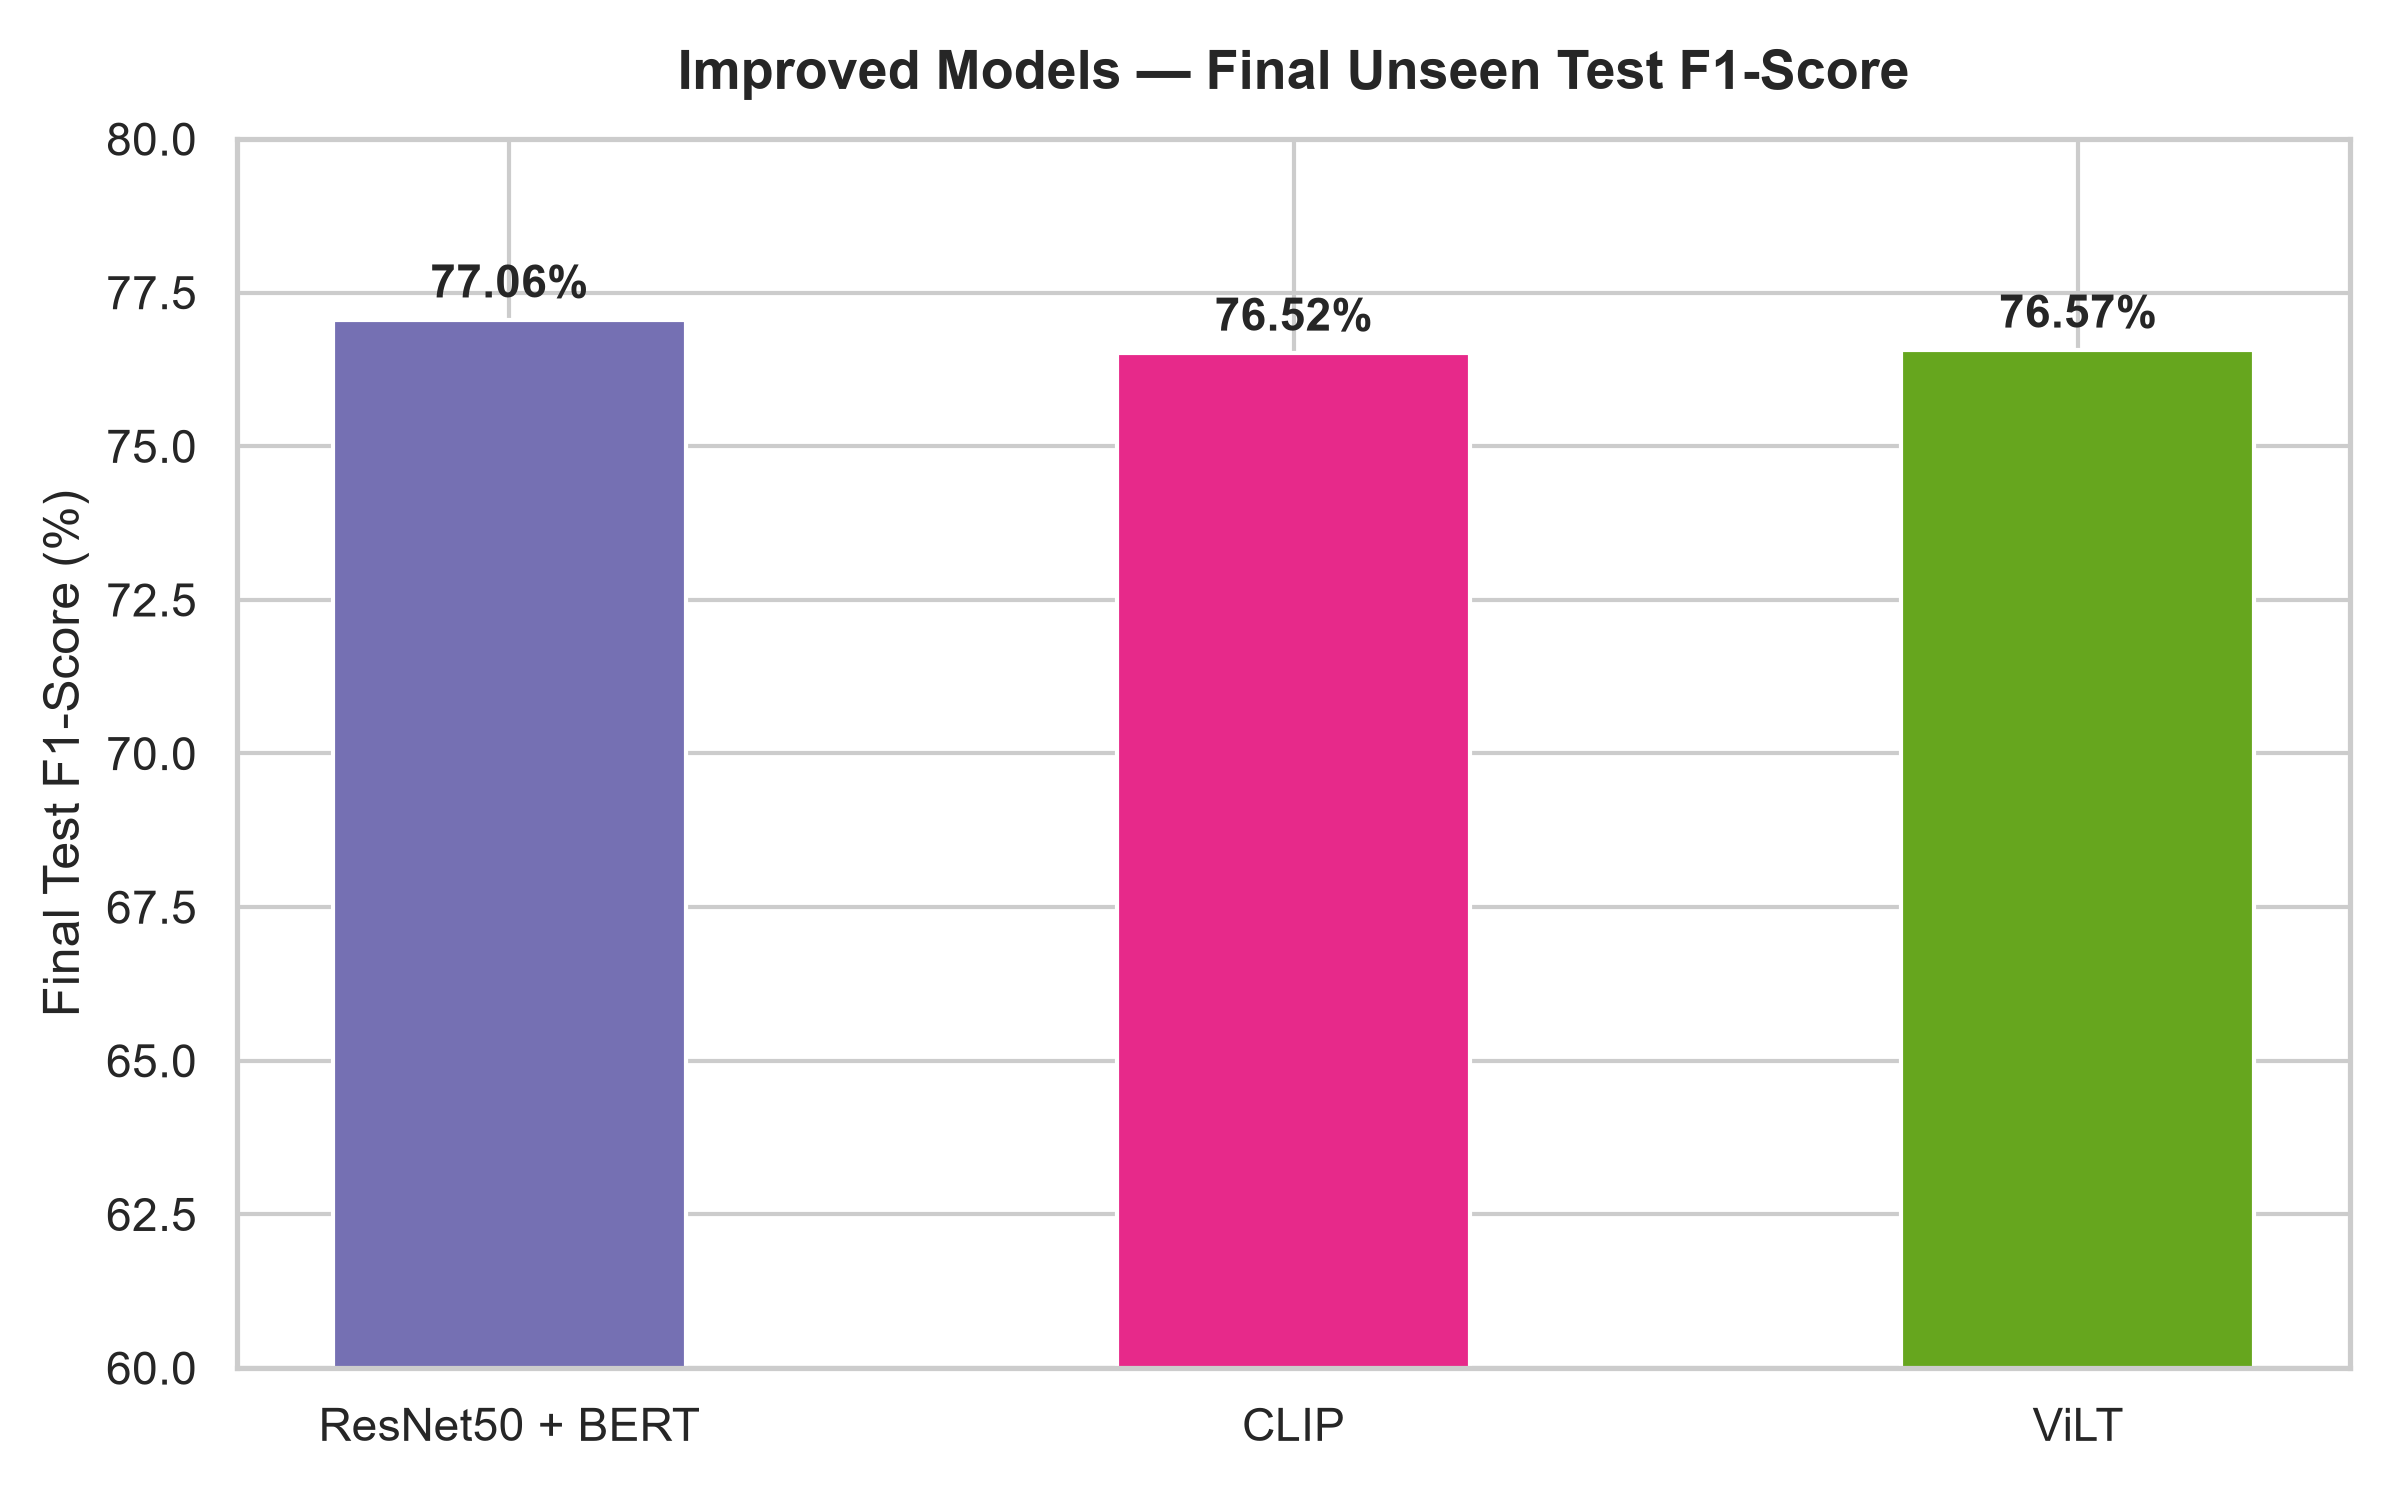 Improved Models — Final Unseen Test F1-Score
Final Test F1-Score (%)
80.0
77.5
75.0
72.5
70.0
67.5
65.0
62.5
60.0
77.06%
76.52%
76.57%
ResNet50 + BERT
CLIP
ViLT